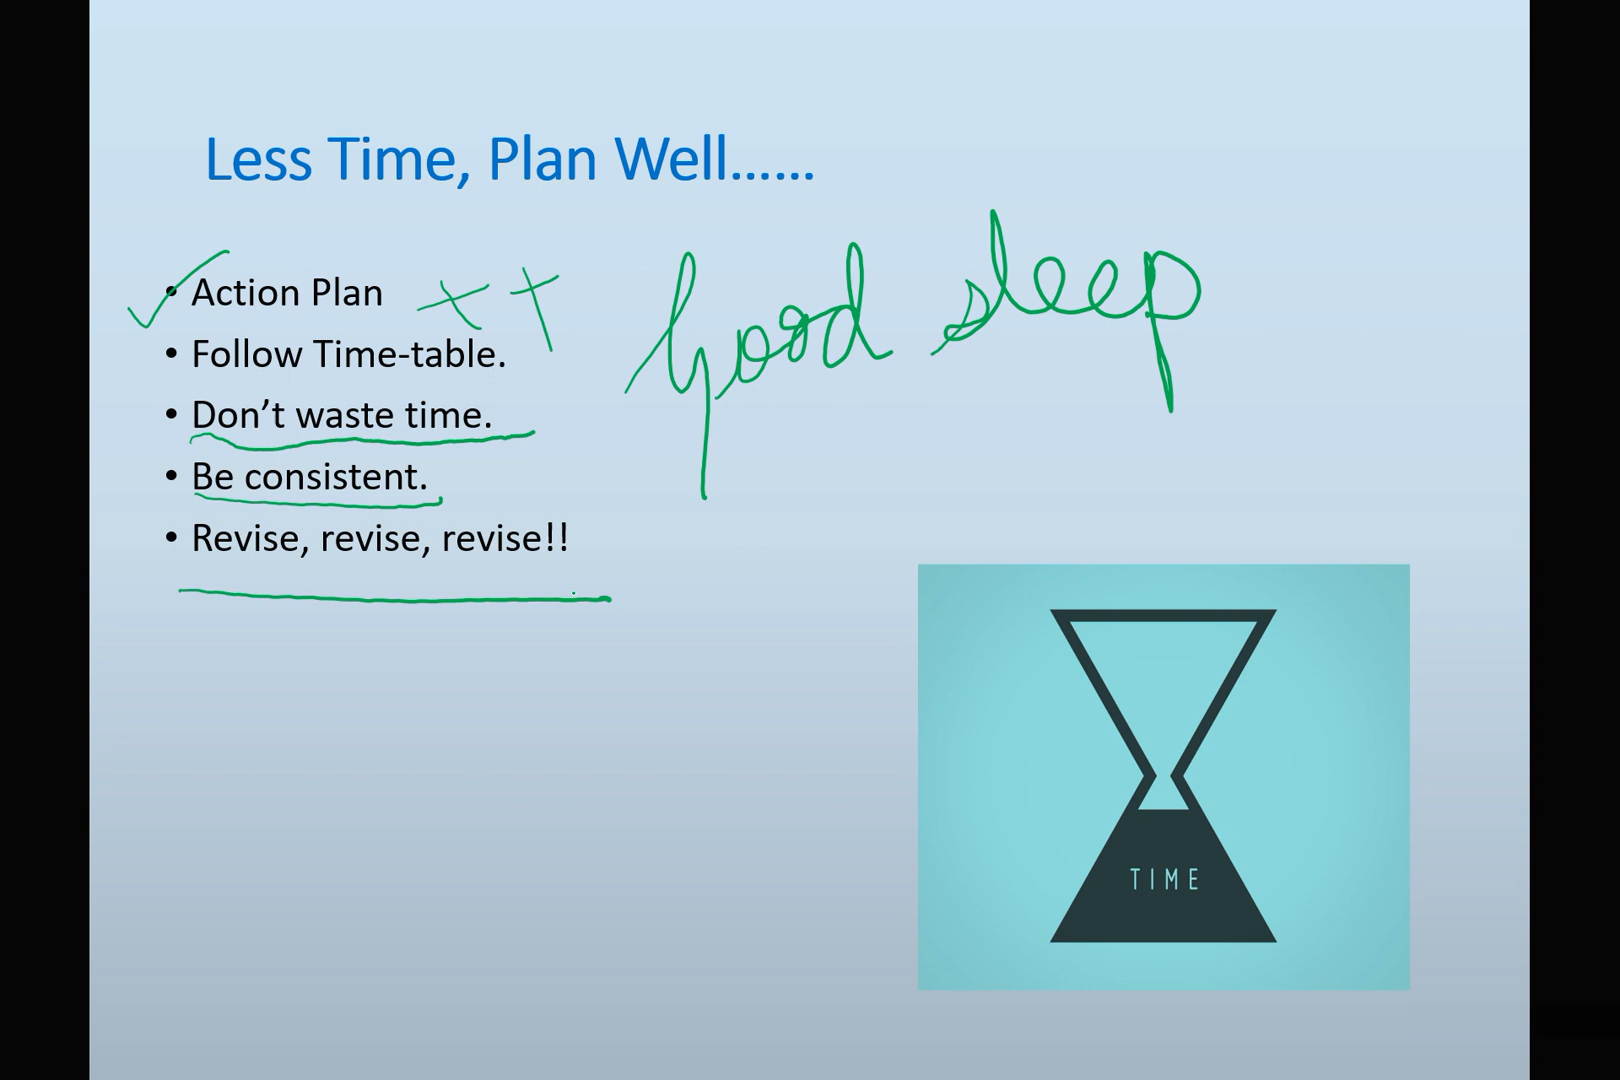 Less Time, Plan Well......
• Action Plan ++
good sleep
• Follow Time-table.
• Don't waste time.
• Be consistent.
• Revise, revise, revise!!
TIME